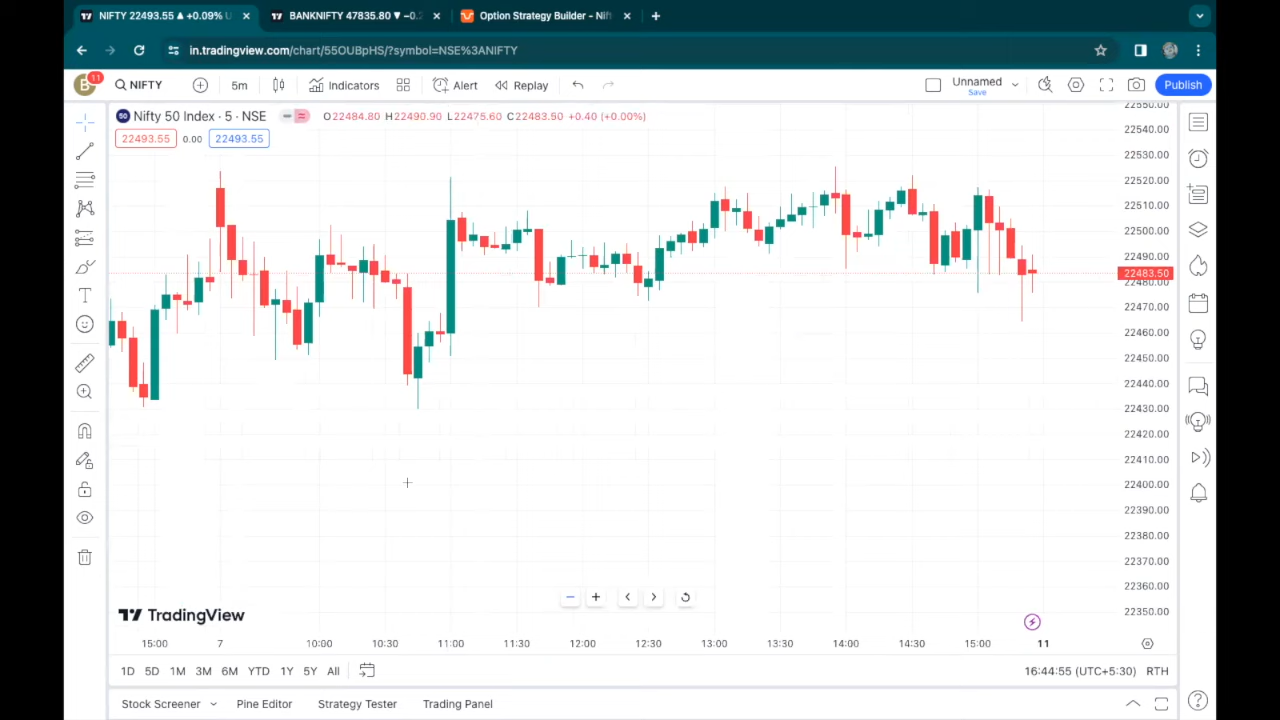 NIFTY 22493.55 ▲ +0.09% U
BANKNIFTY 47835.80 ▼ −0.2
Option Strategy Builder - Nift
in.tradingview.com/chart/55OUBpHS/?symbol=NSE%3ANIFTY
B 11 NIFTY 5m Indicators Alert Replay Unnamed Publish
Save
50 Nifty 50 Index · 5 · NSE O22484.80 H22490.90 L22475.60 C22483.50 +0.40 (+0.00%)
22493.55 0.00 22493.55
22550.00
22540.00
22530.00
22520.00
22510.00
22500.00
22490.00
22483.50
22480.00
22470.00
22460.00
22450.00
22440.00
22430.00
22420.00
22410.00
22400.00
22390.00
22380.00
22370.00
22360.00
22350.00
TradingView
15:00 7 10:00 10:30 11:00 11:30 12:00 12:30 13:00 13:30 14:00 14:30 15:00 11
1D 5D 1M 3M 6M YTD 1Y 5Y All 16:44:55 (UTC+5:30) RTH
Stock Screener Pine Editor Strategy Tester Trading Panel